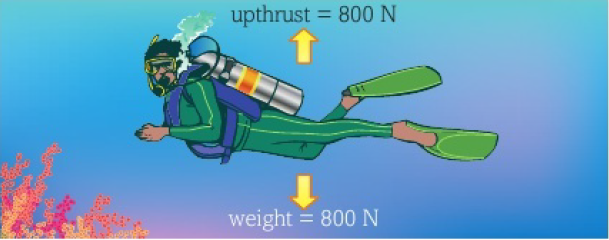 upthrust = 800 N
weight = 800 N